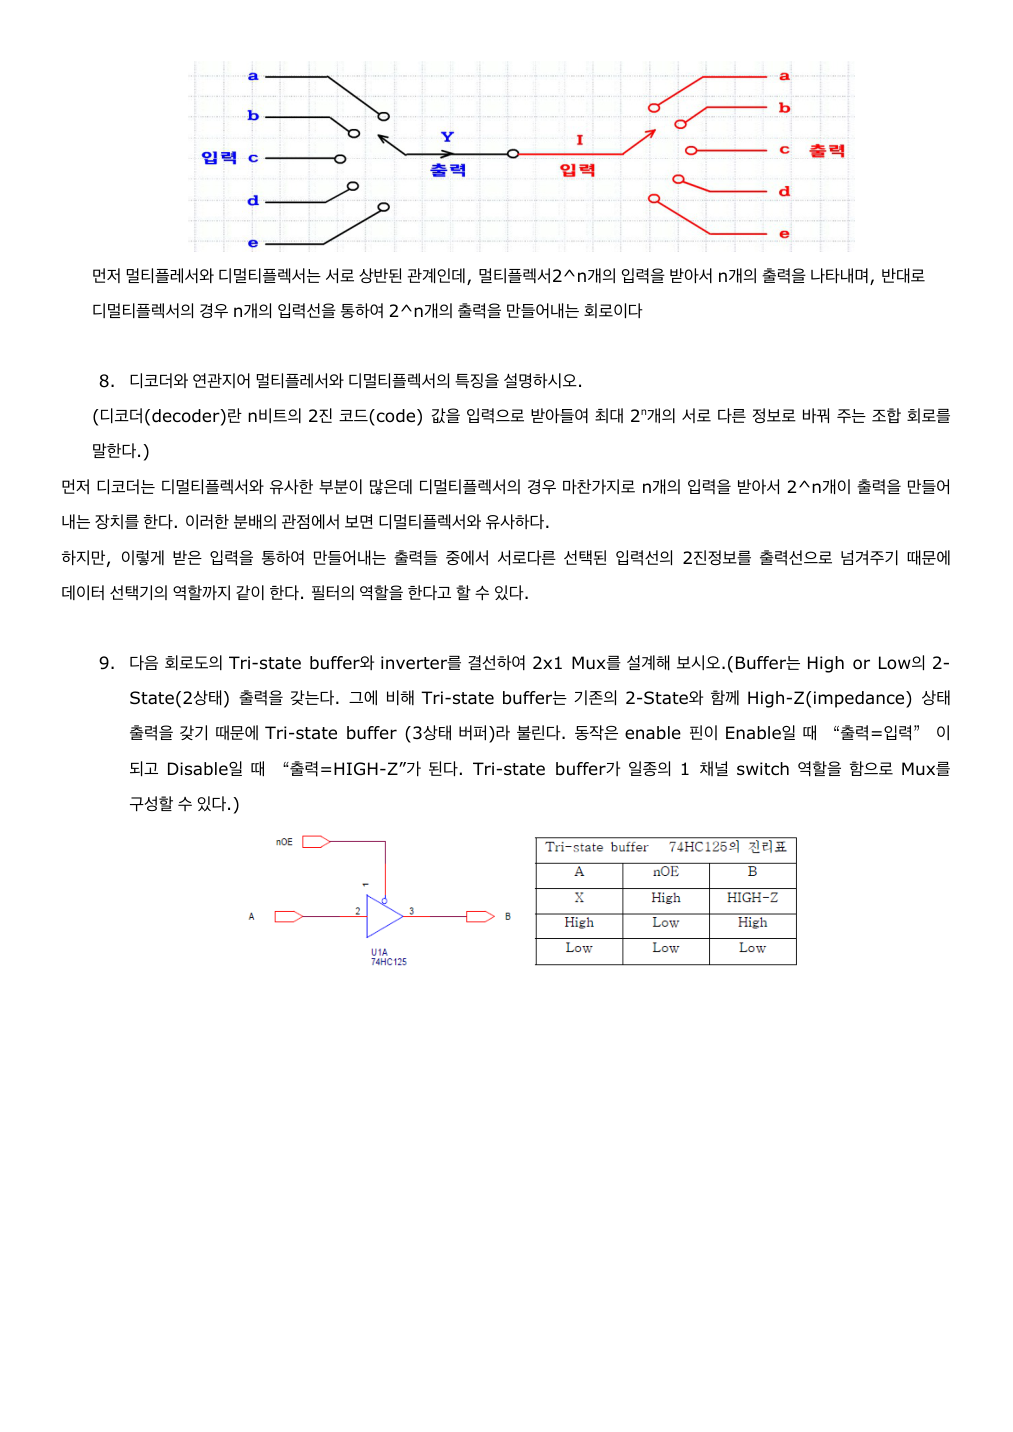 a a
b b
Y I
입력 c c 출력
출력 입력
d d
e e
먼저 멀티플레서와 디멀티플렉서는 서로 상반된 관계인데, 멀티플렉서2^n개의 입력을 받아서 n개의 출력을 나타내며, 반대로
디멀티플렉서의 경우 n개의 입력선을 통하여 2^n개의 출력을 만들어내는 회로이다
8. 디코더와 연관지어 멀티플레서와 디멀티플렉서의 특징을 설명하시오.
(디코더(decoder)란 n비트의 2진 코드(code) 값을 입력으로 받아들여 최대 2ⁿ개의 서로 다른 정보로 바꿔 주는 조합 회로를
말한다.)
먼저 디코더는 디멀티플렉서와 유사한 부분이 많은데 디멀티플렉서의 경우 마찬가지로 n개의 입력을 받아서 2^n개이 출력을 만들어
내는 장치를 한다. 이러한 분배의 관점에서 보면 디멀티플렉서와 유사하다.
하지만, 이렇게 받은 입력을 통하여 만들어내는 출력들 중에서 서로다른 선택된 입력선의 2진정보를 출력선으로 넘겨주기 때문에
데이터 선택기의 역할까지 같이 한다. 필터의 역할을 한다고 할 수 있다.
9. 다음 회로도의 Tri-state buffer와 inverter를 결선하여 2x1 Mux를 설계해 보시오.(Buffer는 High or Low의 2-
State(2상태) 출력을 갖는다. 그에 비해 Tri-state buffer는 기존의 2-State와 함께 High-Z(impedance) 상태
출력을 갖기 때문에 Tri-state buffer (3상태 버퍼)라 불린다. 동작은 enable 핀이 Enable일 때 “출력=입력” 이
되고 Disable일 때 “출력=HIGH-Z”가 된다. Tri-state buffer가 일종의 1 채널 switch 역할을 함으로 Mux를
구성할 수 있다.)
nOE
1
A 2 3 B
U1A
74HC125
Tri-state buffer 74HC125의 진리표
A nOE B
X High HIGH-Z
High Low High
Low Low Low